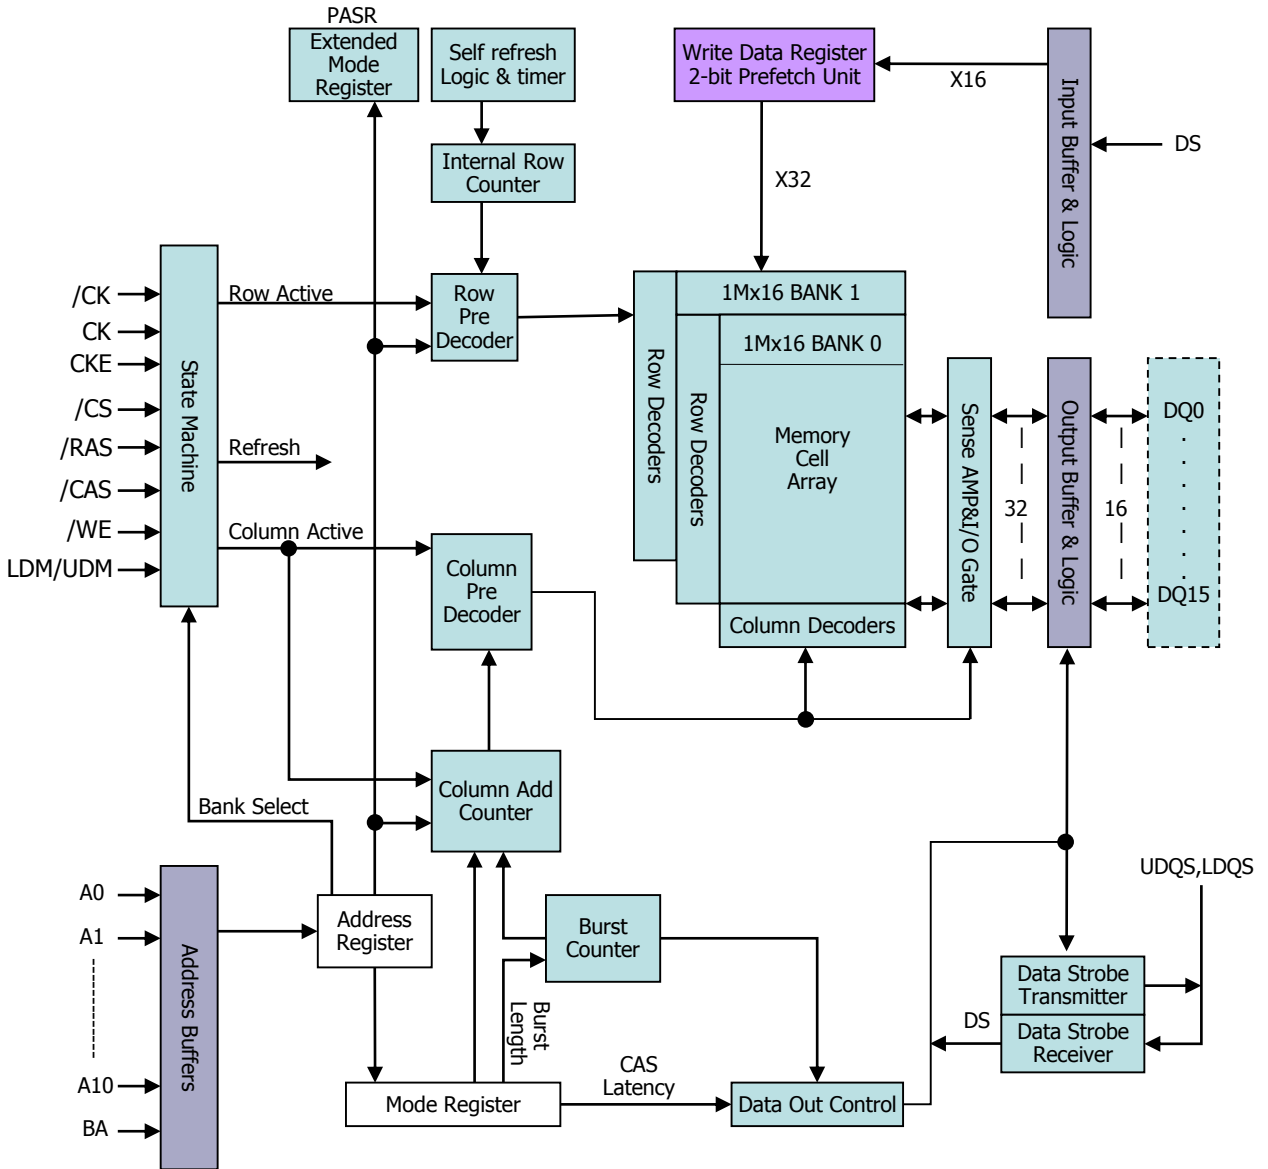 PASR
Extended
Mode
Register
Self refresh
Logic & timer
Write Data Register
2-bit Prefetch Unit
X16
Input Buffer & Logic
DS
Internal Row
Counter
X32
/CK
CK
CKE
/CS
/RAS
/CAS
/WE
LDM/UDM
State Machine
Row Active
Refresh
Column Active
Row
Pre
Decoder
Row Decoders
Row Decoders
1Mx16 BANK 1
1Mx16 BANK 0
Memory
Cell
Array
Column Decoders
Sense AMP&I/O Gate
32
Output Buffer & Logic
16
DQ0
.
.
.
.
.
.
.
DQ15
Column
Pre
Decoder
Bank Select
Column Add
Counter
A0
A1
A10
BA
Address Buffers
Address
Register
Burst
Counter
Burst
Length
Mode Register
CAS
Latency
Data Out Control
UDQS,LDQS
Data Strobe
Transmitter
DS
Data Strobe
Receiver